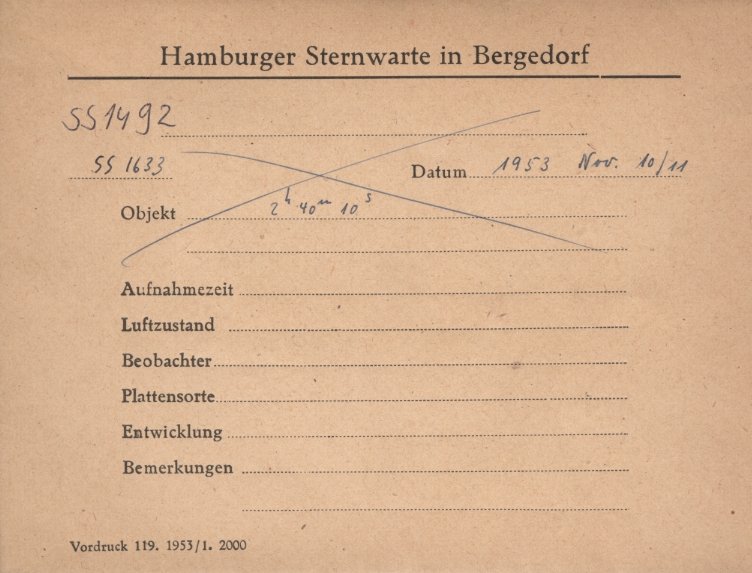 Hamburger Sternwarte in Bergedorf
SS1492
SS 1633 Datum 1953 Nov. 10/11
Objekt 2h 40m 10s
Aufnahmezeit
Luftzustand
Beobachter
Plattensorte
Entwicklung
Bemerkungen
Vordruck 119. 1953/1. 2000